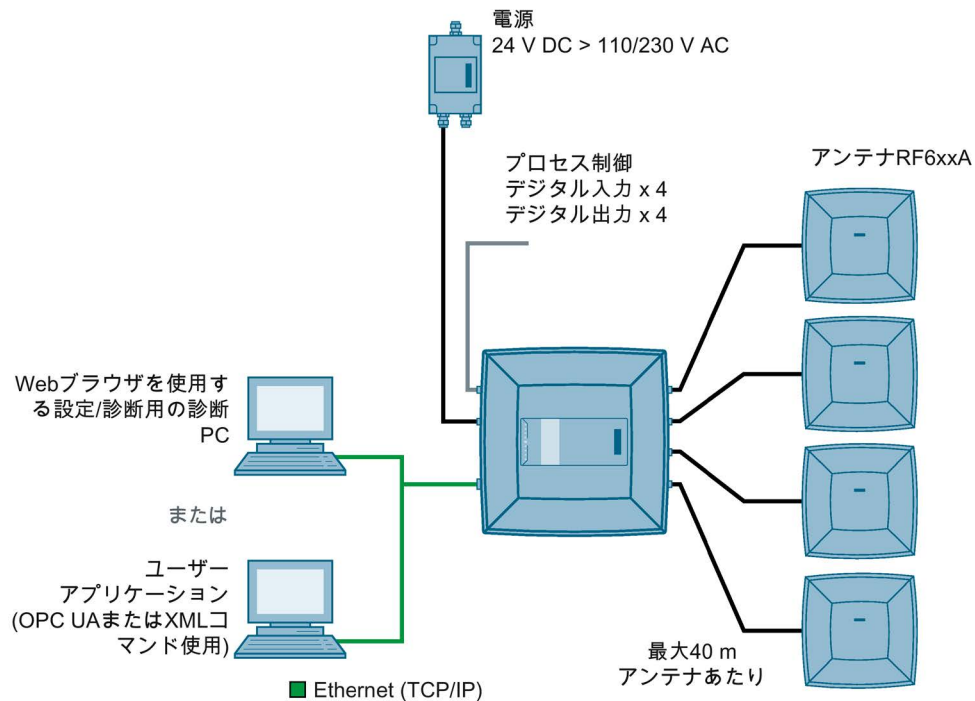 電源
24 V DC > 110/230 V AC
プロセス制御
デジタル入力 x 4
デジタル出力 x 4
アンテナRF6xxA
Webブラウザを使用す
る設定/診断用の診断
PC
または
ユーザー
アプリケーション
(OPC UAまたはXMLコ
マンド使用)
最大40 m
アンテナあたり
Ethernet (TCP/IP)